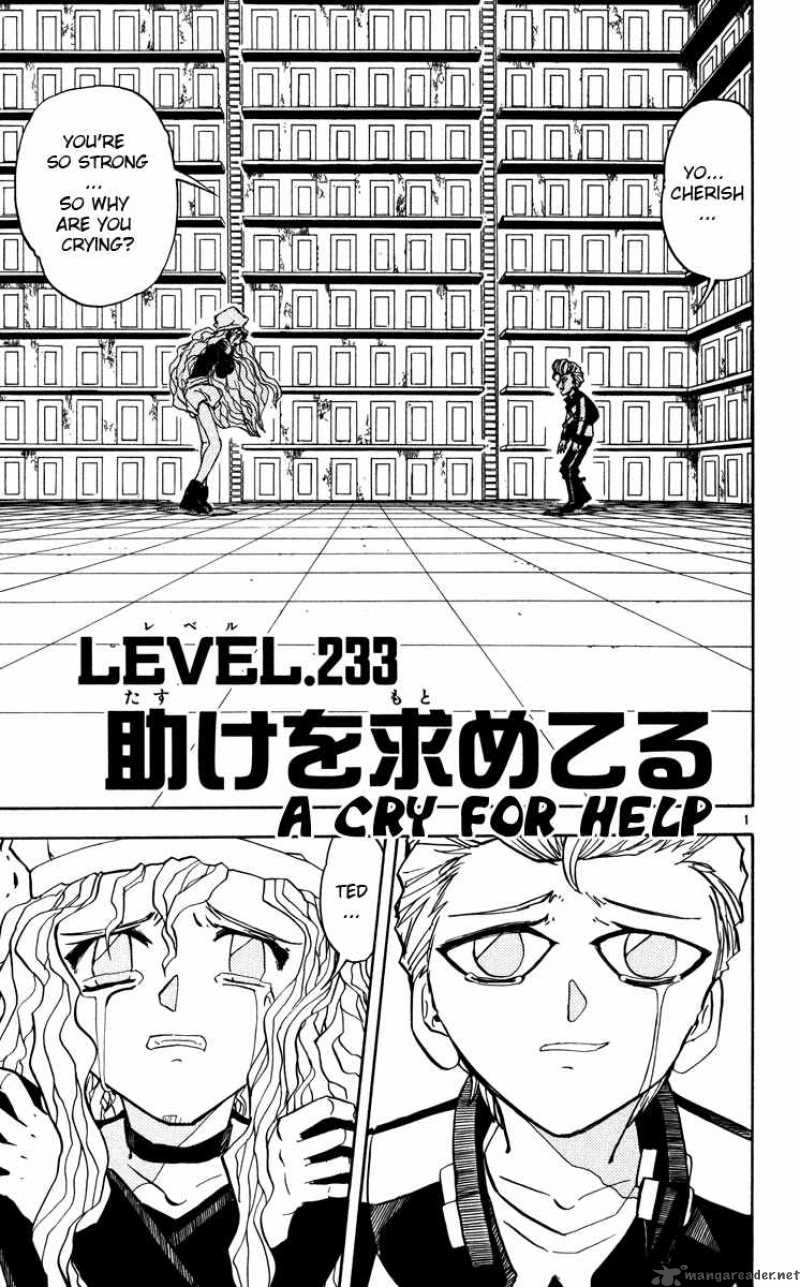 YO...
CHERISH
...
YOU'RE
SO STRONG
...
SO WHY
ARE YOU
CRYING?
レベル
LEVEL.233
たす もと
助けを求めてる
A CRY FOR HELP
1
TED
...
mangareader.net